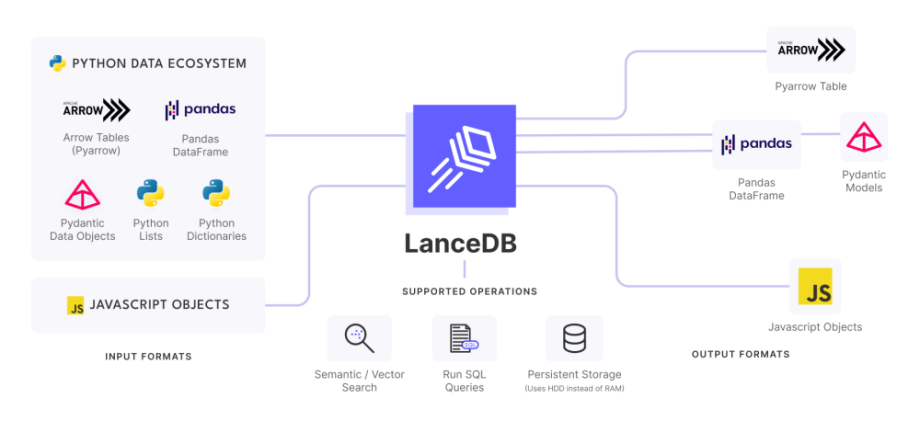 PYTHON DATA ECOSYSTEM
APACHE
ARROW
Arrow Tables
(Pyarrow)
pandas
Pandas
DataFrame
Pydantic
Data Objects
Python
Lists
Python
Dictionaries
JS JAVASCRIPT OBJECTS
INPUT FORMATS
LanceDB
SUPPORTED OPERATIONS
Semantic / Vector
Search
SQL
Run SQL
Queries
Persistent Storage
(Uses HDD instead of RAM)
APACHE
ARROW
Pyarrow Table
pandas
Pandas
DataFrame
Pydantic
Models
JS
Javascript Objects
OUTPUT FORMATS